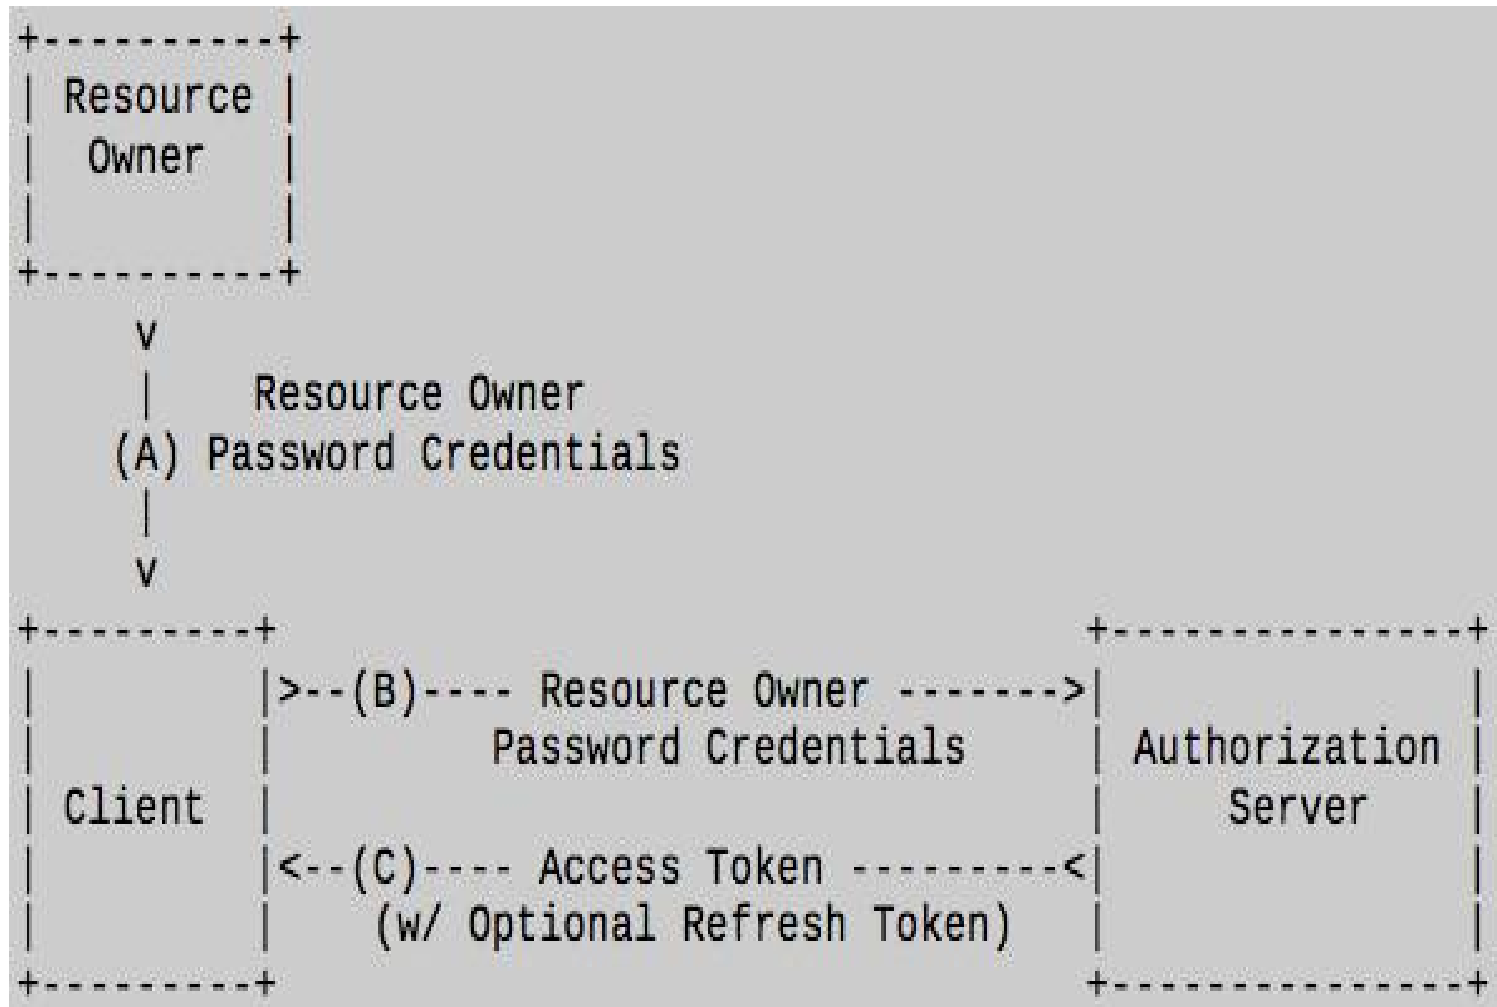 +----------+
| Resource |
| Owner |
| |
+----------+
v
| Resource Owner
(A) Password Credentials
|
v
+---------+ +---------------+
| |>--(B)---- Resource Owner ------->| |
| | Password Credentials | Authorization |
| Client | | Server |
| |<--(C)---- Access Token ---------<| |
| | (w/ Optional Refresh Token) | |
+---------+ +---------------+